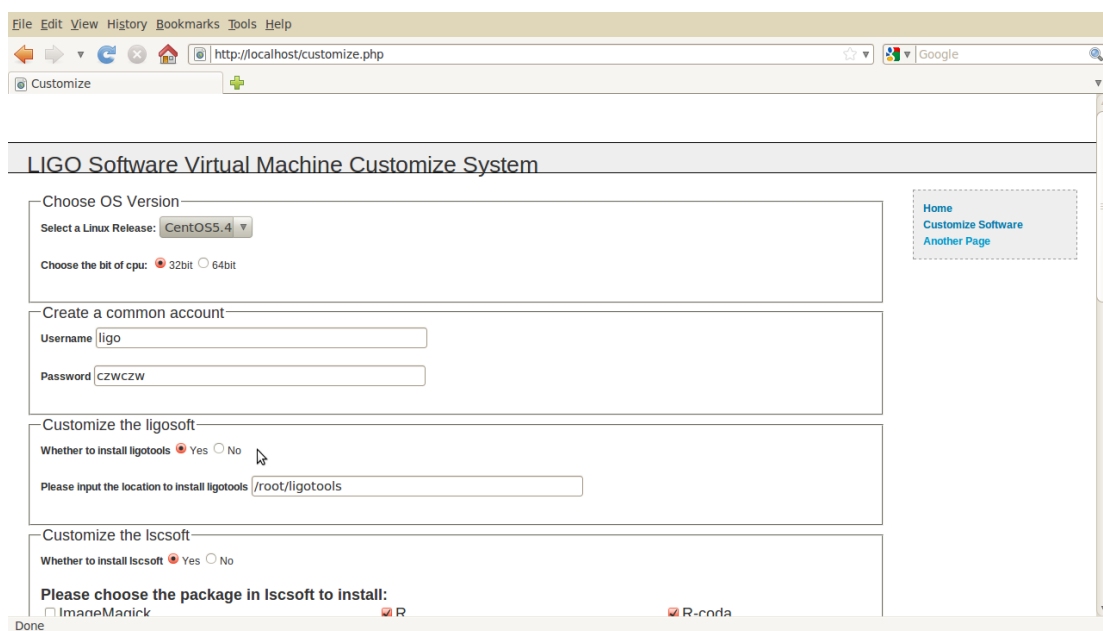 File Edit View History Bookmarks Tools Help
http://localhost/customize.php
Google
Customize
LIGO Software Virtual Machine Customize System
Choose OS Version
Select a Linux Release: CentOS5.4
Choose the bit of cpu: 32bit 64bit
Home
Customize Software
Another Page
Create a common account
Username ligo
Password czwczw
Customize the ligosoft
Whether to install ligotools Yes No
Please input the location to install ligotools /root/ligotools
Customize the lscsoft
Whether to install lscsoft Yes No
Please choose the package in lscsoft to install:
ImageMagick R R-coda
Done